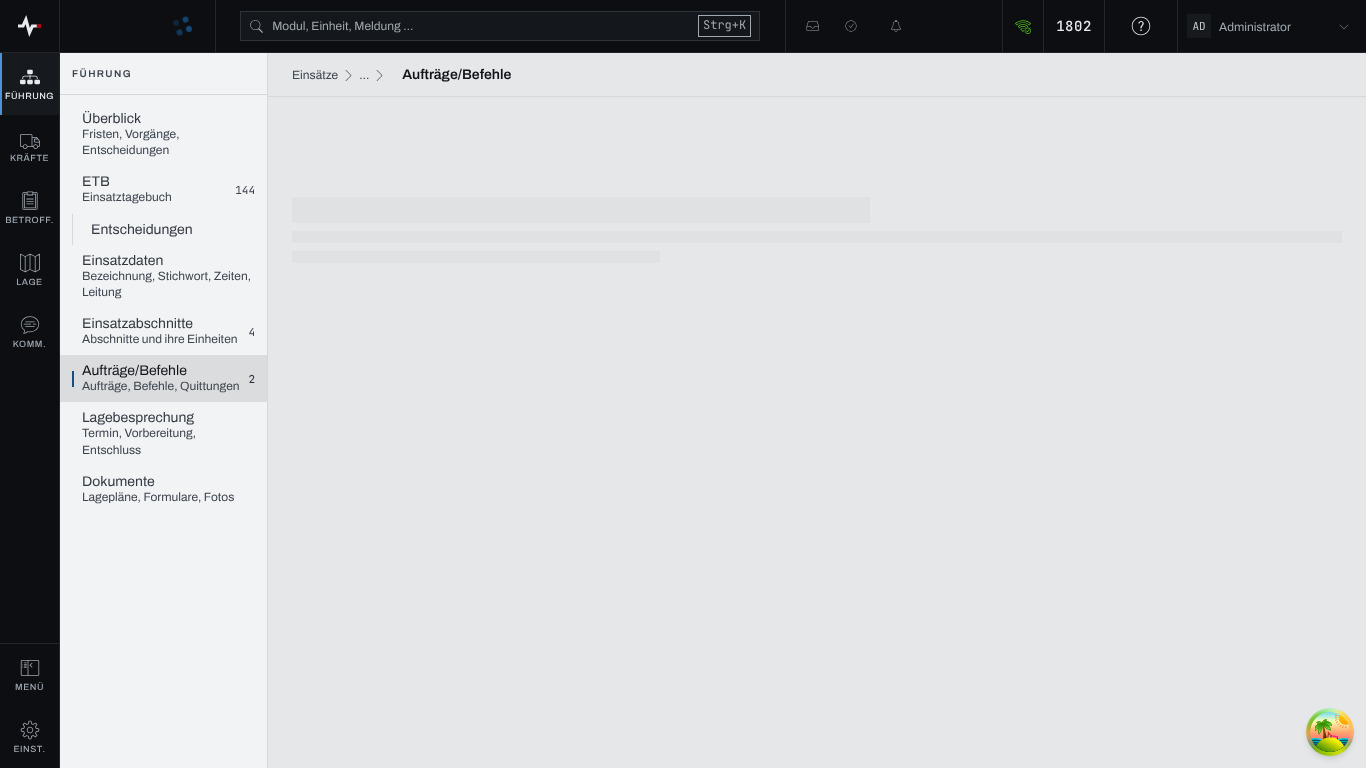 Modul, Einheit, Meldung ...
Strg+K
1802
AD
Administrator
FÜHRUNG
KRÄFTE
BETROFF.
LAGE
KOMM.
MENÜ
EINST.
FÜHRUNG
Überblick
Fristen, Vorgänge,
Entscheidungen
ETB
Einsatztagebuch
144
Entscheidungen
Einsatzdaten
Bezeichnung, Stichwort, Zeiten,
Leitung
Einsatzabschnitte
Abschnitte und ihre Einheiten
4
Aufträge/Befehle
Aufträge, Befehle, Quittungen
2
Lagebesprechung
Termin, Vorbereitung,
Entschluss
Dokumente
Lagepläne, Formulare, Fotos
Einsätze
...
Aufträge/Befehle